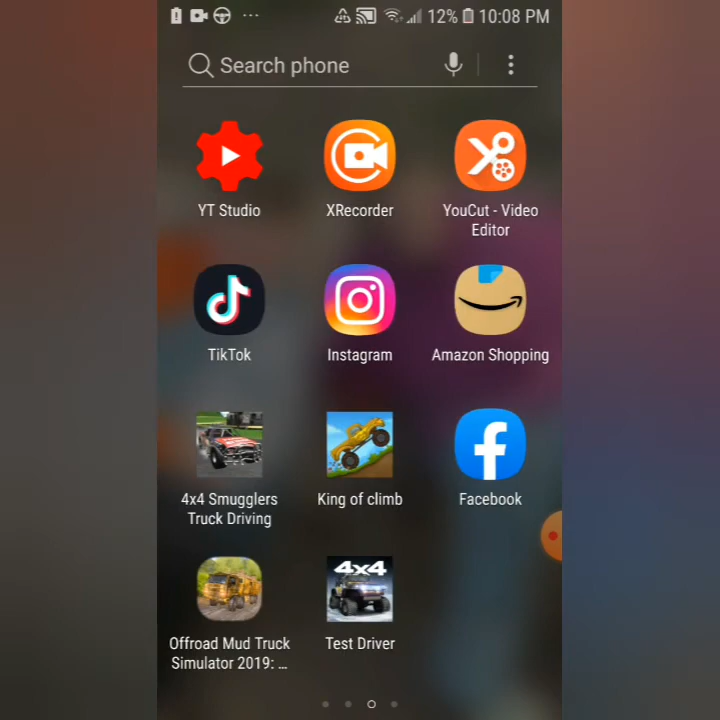 12% 10:08 PM
Search phone
YT Studio
XRecorder
YouCut - Video
Editor
TikTok
Instagram
Amazon Shopping
4x4 Smugglers
Truck Driving
King of climb
Facebook
4x4
Offroad Mud Truck
Simulator 2019: ...
Test Driver